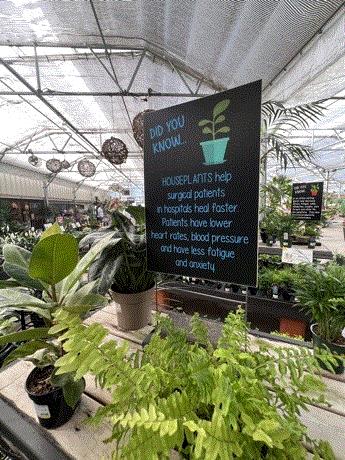 DID YOU
KNOW..
HOUSEPLANTS help
surgical patients
in hospitals heal faster.
Patients have lower
heart rates, blood pressure
and have less fatigue
and anxiety.